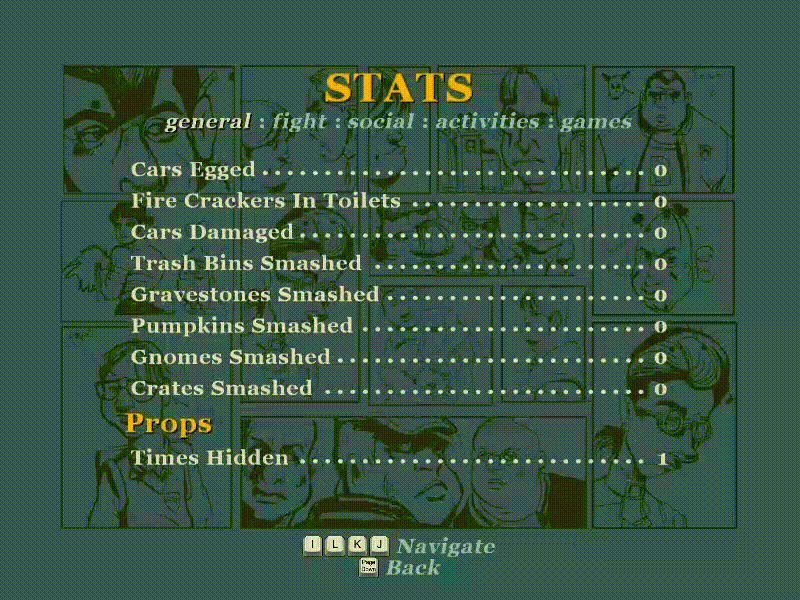 STATS
general : fight : social : activities : games
Cars Egged ............................... 0
Fire Crackers In Toilets ................... 0
Cars Damaged ............................ 0
Trash Bins Smashed ...................... 0
Gravestones Smashed ..................... 0
Pumpkins Smashed ....................... 0
Gnomes Smashed ......................... 0
Crates Smashed .......................... 0
Props
Times Hidden ............................ 1
I L K J Navigate
Page Down Back